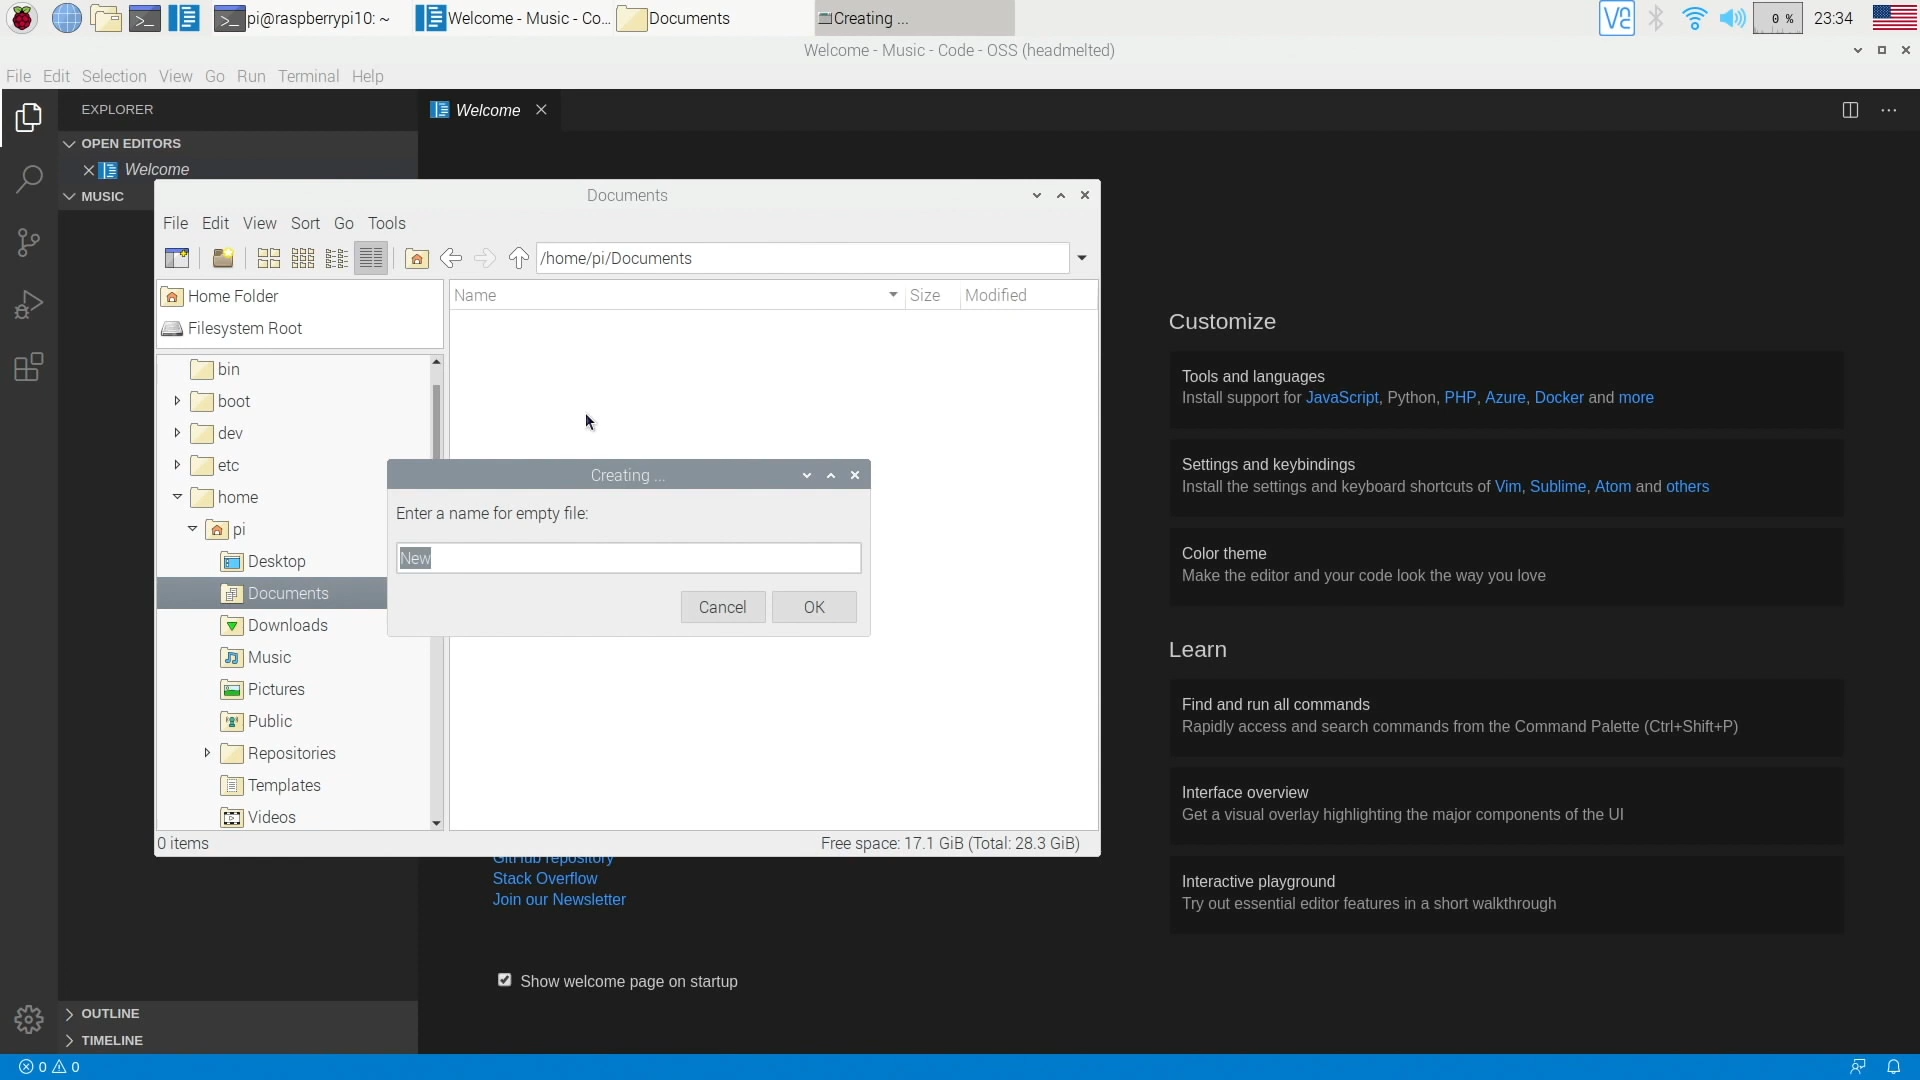 pi@raspberrypi10: ~
Welcome - Music - Co...
Documents
Creating ...
0 %
23:34
Welcome - Music - Code - OSS (headmelted)
File Edit Selection View Go Run Terminal Help
EXPLORER
OPEN EDITORS
Welcome
MUSIC
Welcome
Documents
File Edit View Sort Go Tools
/home/pi/Documents
Home Folder
Filesystem Root
bin
boot
dev
etc
home
pi
Desktop
Documents
Downloads
Music
Pictures
Public
Repositories
Templates
Videos
Name Size Modified
Creating ...
Enter a name for empty file:
New
Cancel OK
0 items
Free space: 17.1 GiB (Total: 28.3 GiB)
GitHub repository
Stack Overflow
Join our Newsletter
Show welcome page on startup
Customize
Tools and languages
Install support for JavaScript, Python, PHP, Azure, Docker and more
Settings and keybindings
Install the settings and keyboard shortcuts of Vim, Sublime, Atom and others
Color theme
Make the editor and your code look the way you love
Learn
Find and run all commands
Rapidly access and search commands from the Command Palette (Ctrl+Shift+P)
Interface overview
Get a visual overlay highlighting the major components of the UI
Interactive playground
Try out essential editor features in a short walkthrough
OUTLINE
TIMELINE
0 0